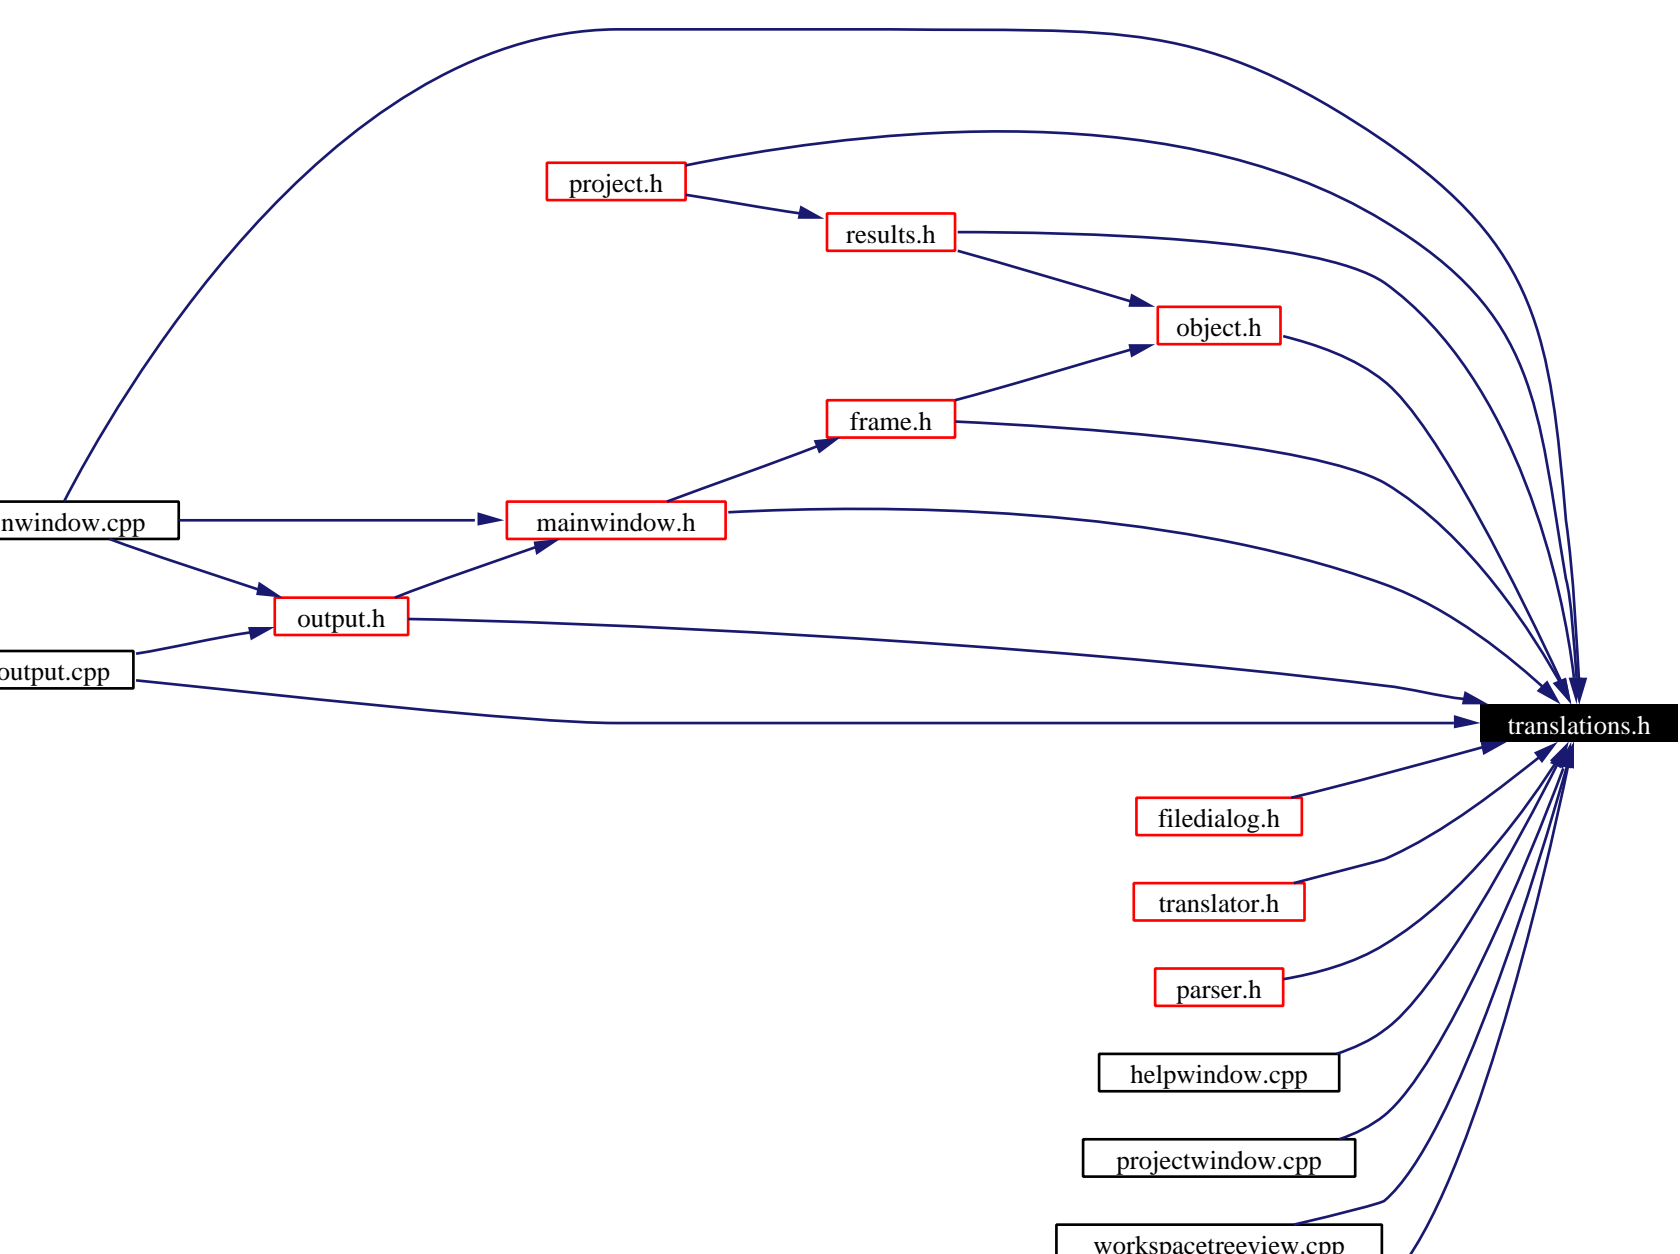 project.h
results.h
object.h
frame.h
nwindow.cpp
mainwindow.h
output.h
output.cpp
translations.h
filedialog.h
translator.h
parser.h
helpwindow.cpp
projectwindow.cpp
workspacetreeview.cpp